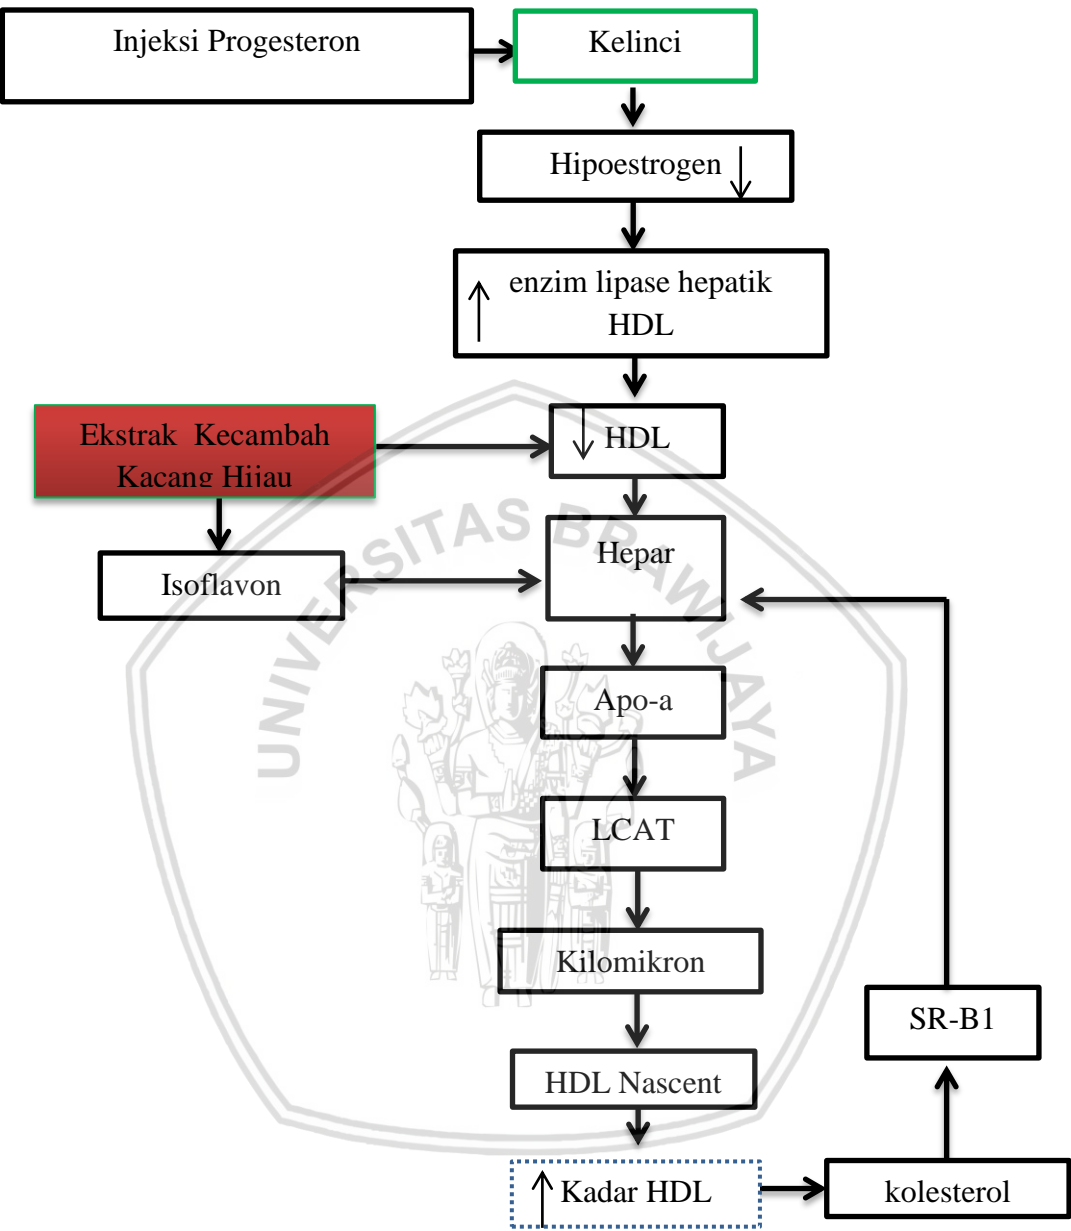 Injeksi Progesteron
Kelinci
Hipoestrogen
enzim lipase hepatik
HDL
Ekstrak Kecambah
Kacang Hijau
HDL
Isoflavon
Hepar
UNIVERSITAS BRAWIJAYA
Apo-a
LCAT
Kilomikron
SR-B1
HDL Nascent
Kadar HDL
kolesterol